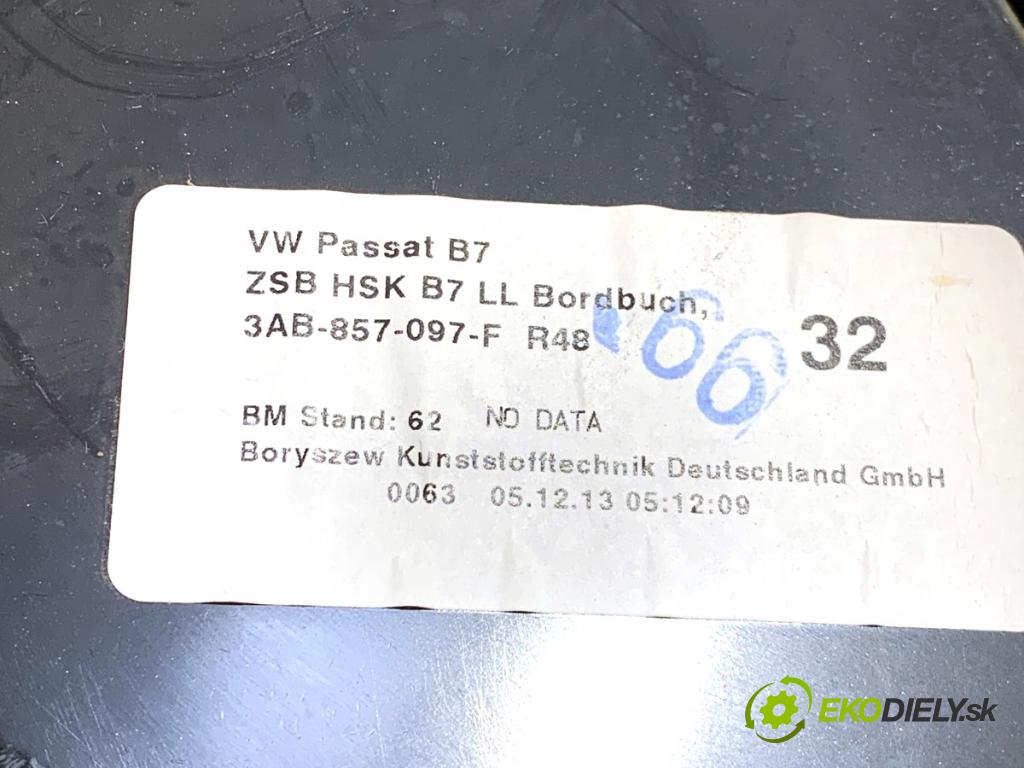 VW Passat B7
ZSB HSK B7 LL Bordbuch,
3AB-857-097-F R48
32
BM Stand: 62 NO DATA
Boryszew Kunststofftechnik Deutschland GmbH
0063 05.12.13 05:12:09
EKODIELY.sk